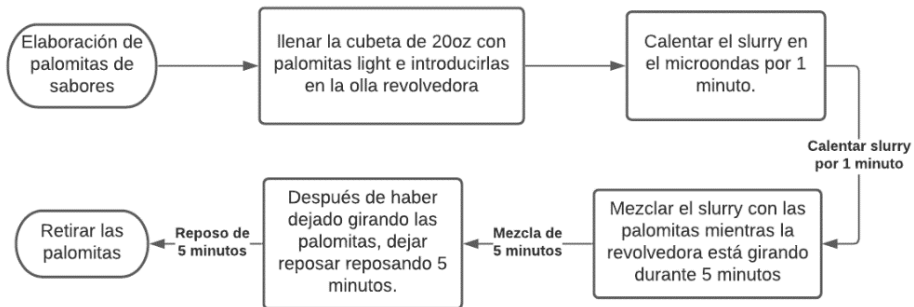 Elaboración de
palomitas de
sabores
llenar la cubeta de 20oz con
palomitas light e introducirlas
en la olla revolvedora
Calentar el slurry en
el microondas por 1
minuto.
Calentar slurry
por 1 minuto
Mezclar el slurry con las
palomitas mientras la
revolvedora está girando
durante 5 minutos
Mezcla de
5 minutos
Después de haber
dejado girando las
palomitas, dejar
reposar reposando 5
minutos.
Reposo de
5 minutos
Retirar las
palomitas